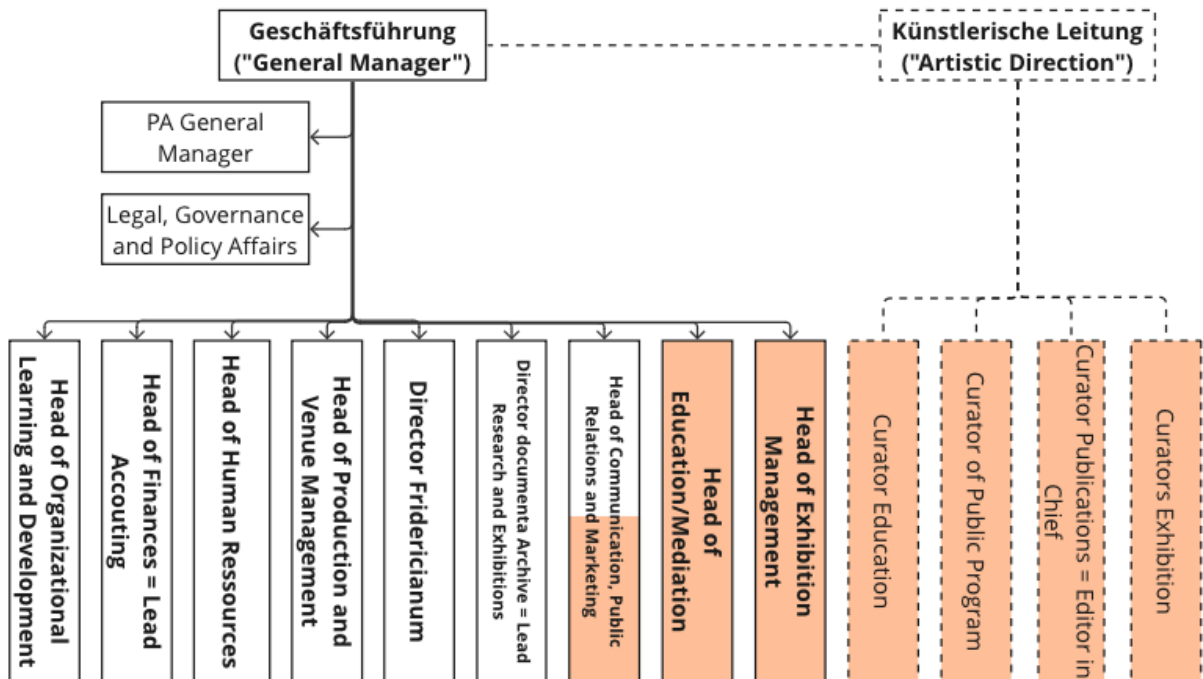 Geschäftsführung
("General Manager")
Künstlerische Leitung
("Artistic Direction")
PA General
Manager
Legal, Governance
and Policy Affairs
Head of Organizational
Learning and Development
Head of Finances = Lead
Accouting
Head of Human Ressources
Head of Production and
Venue Management
Director Fridericianum
Director documenta Archive = Lead
Research and Exhibitions
Head of Communication, Public
Relations and Marketing
Head of
Education/Mediation
Head of Exhibition
Management
Curator Education
Curator of Public Program
Curator Publications = Editor in
Chief
Curators Exhibition